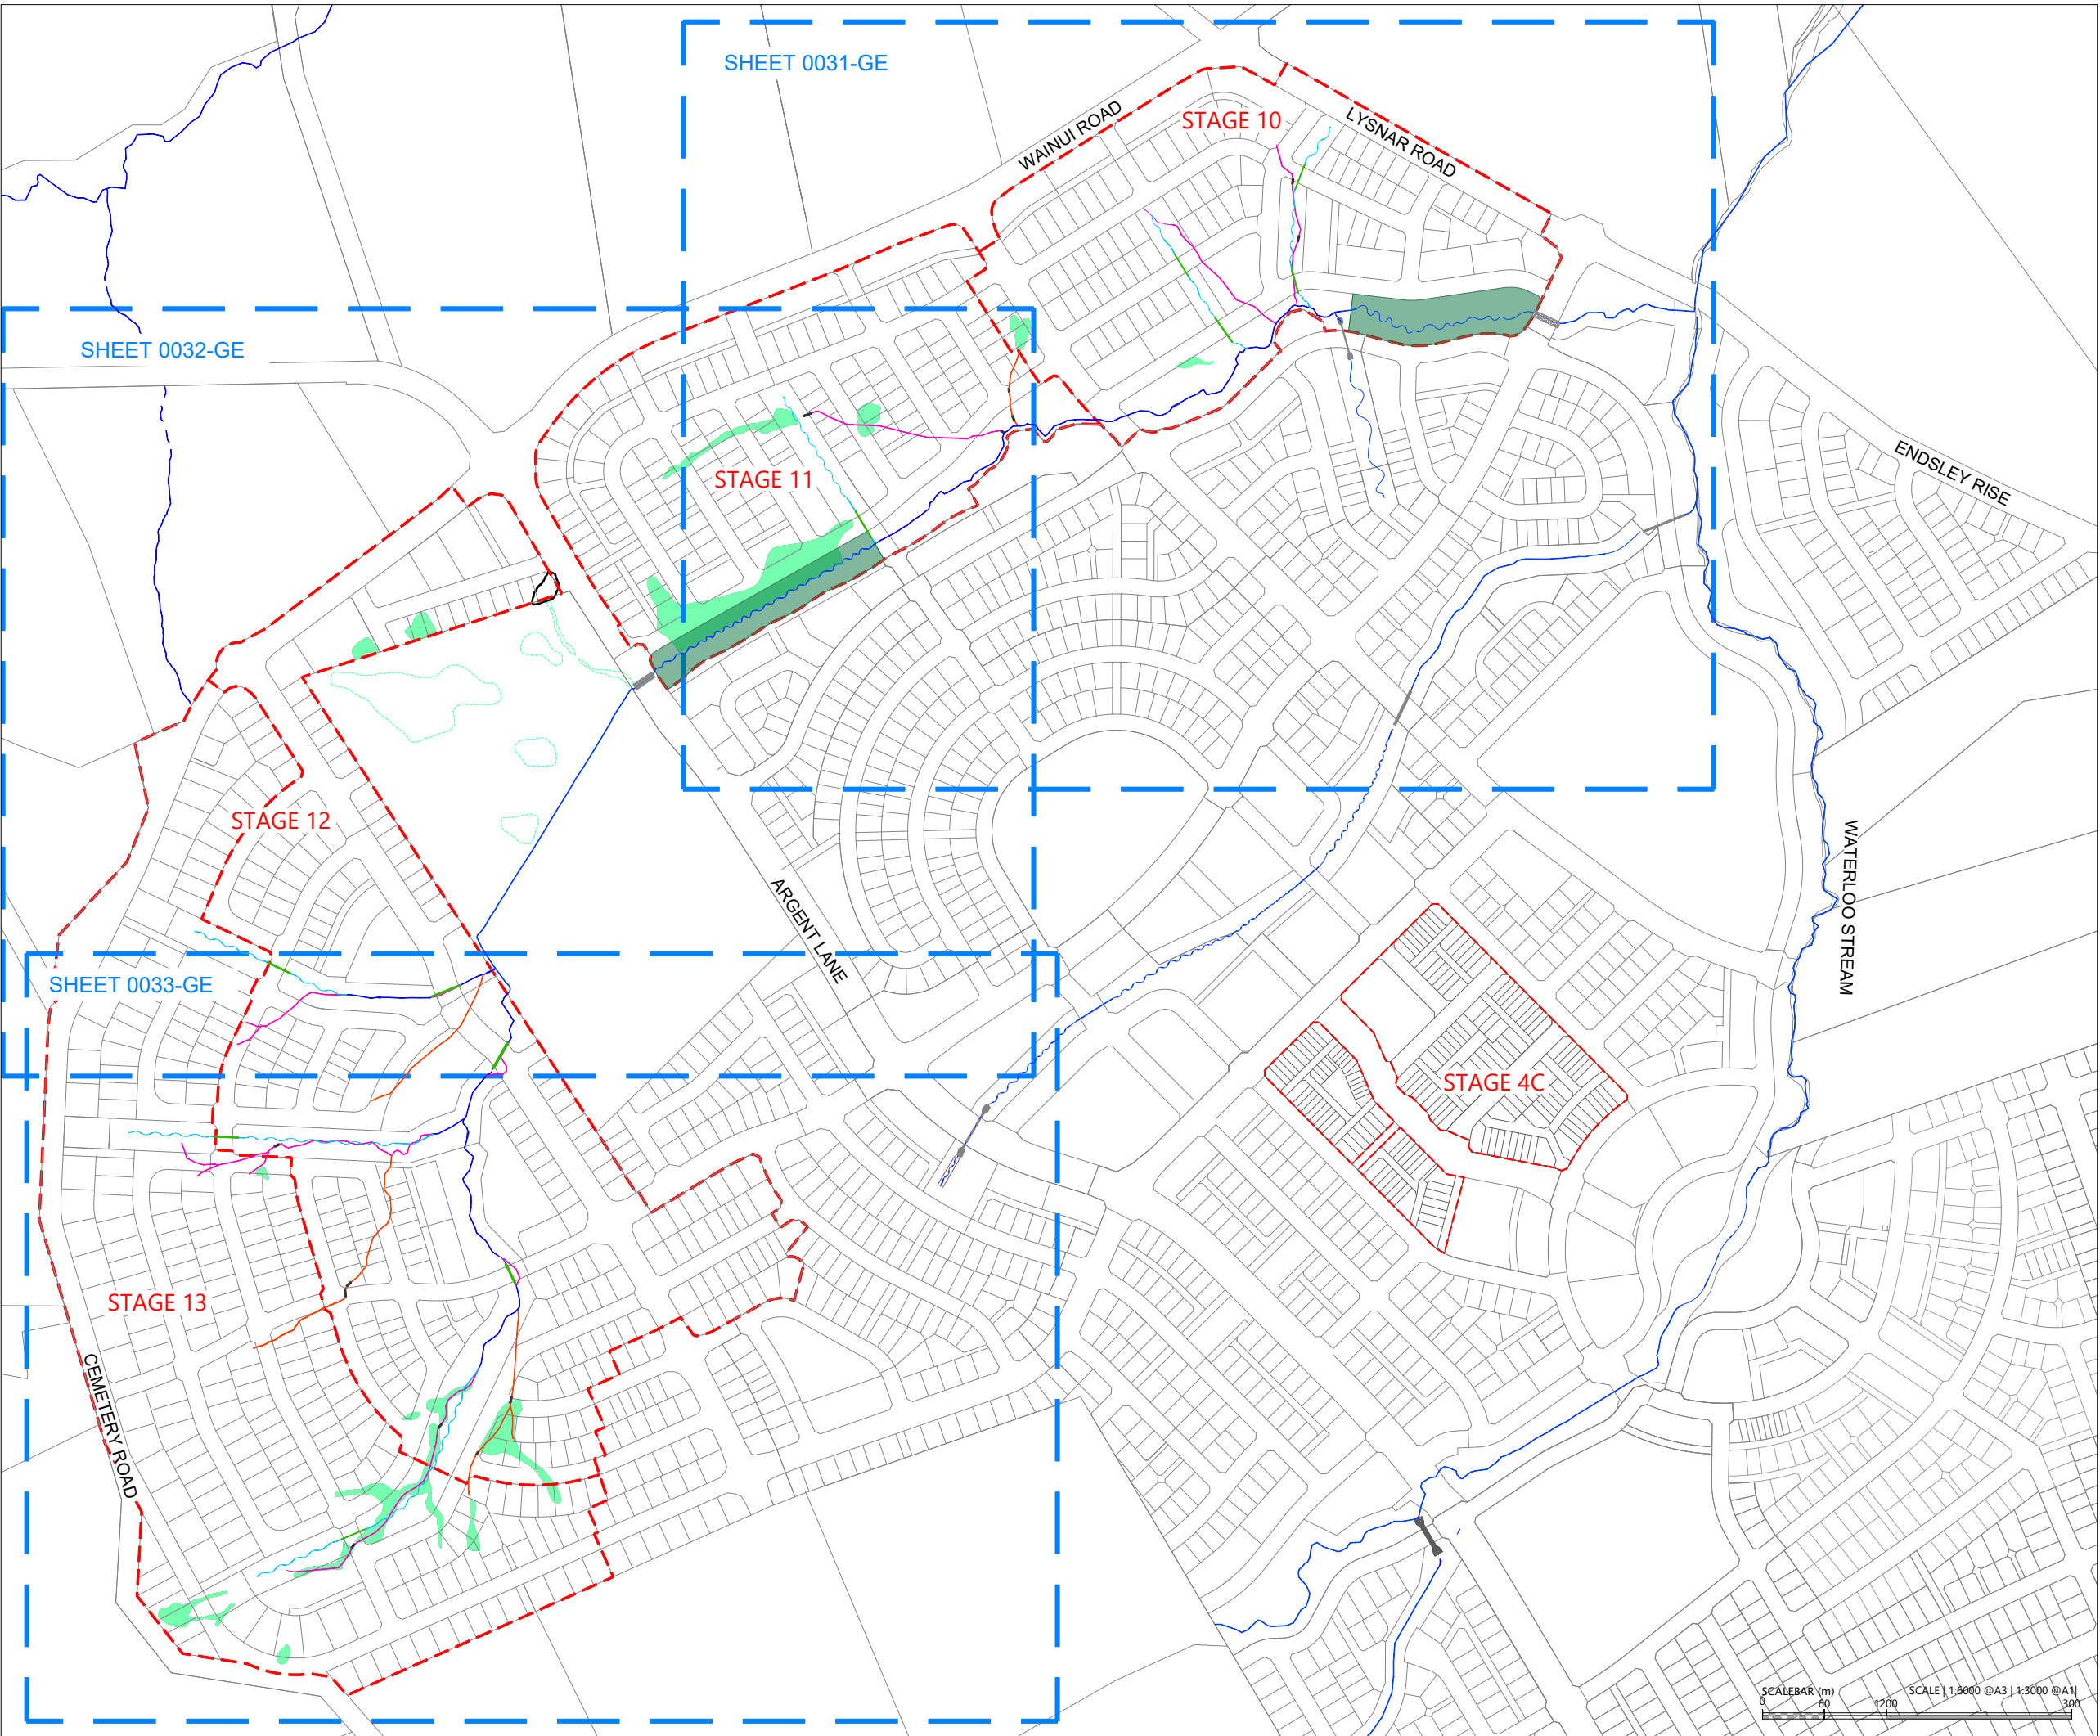 SHEET 0031-GE
WAINUI ROAD
STAGE 10
LYSNAR ROAD
SHEET 0032-GE
STAGE 11
ENDSLEY RISE
STAGE 12
ARGENT LANE
WATERLOO STREAM
SHEET 0033-GE
STAGE 4C
STAGE 13
CEMETERY ROAD
SCALEBAR (m)
SCALE | 1:6000 @A3 | 1:3000 @A1|
0 60 1200 300